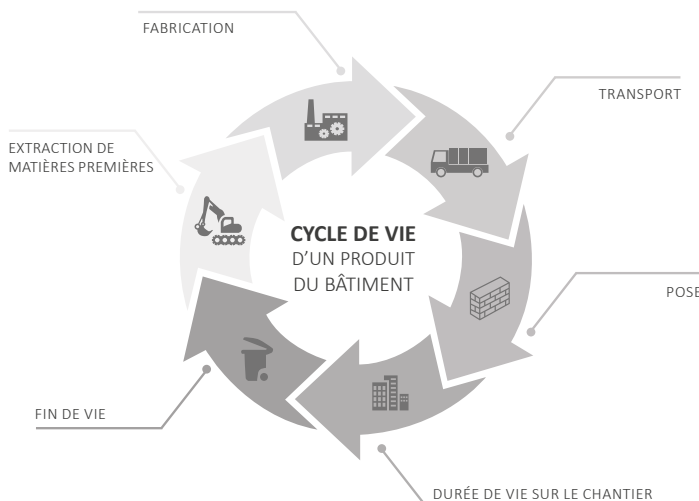 FABRICATION
TRANSPORT
EXTRACTION DE
MATIÈRES PREMIÈRES
CYCLE DE VIE
D'UN PRODUIT
DU BÂTIMENT
POSE
FIN DE VIE
DURÉE DE VIE SUR LE CHANTIER